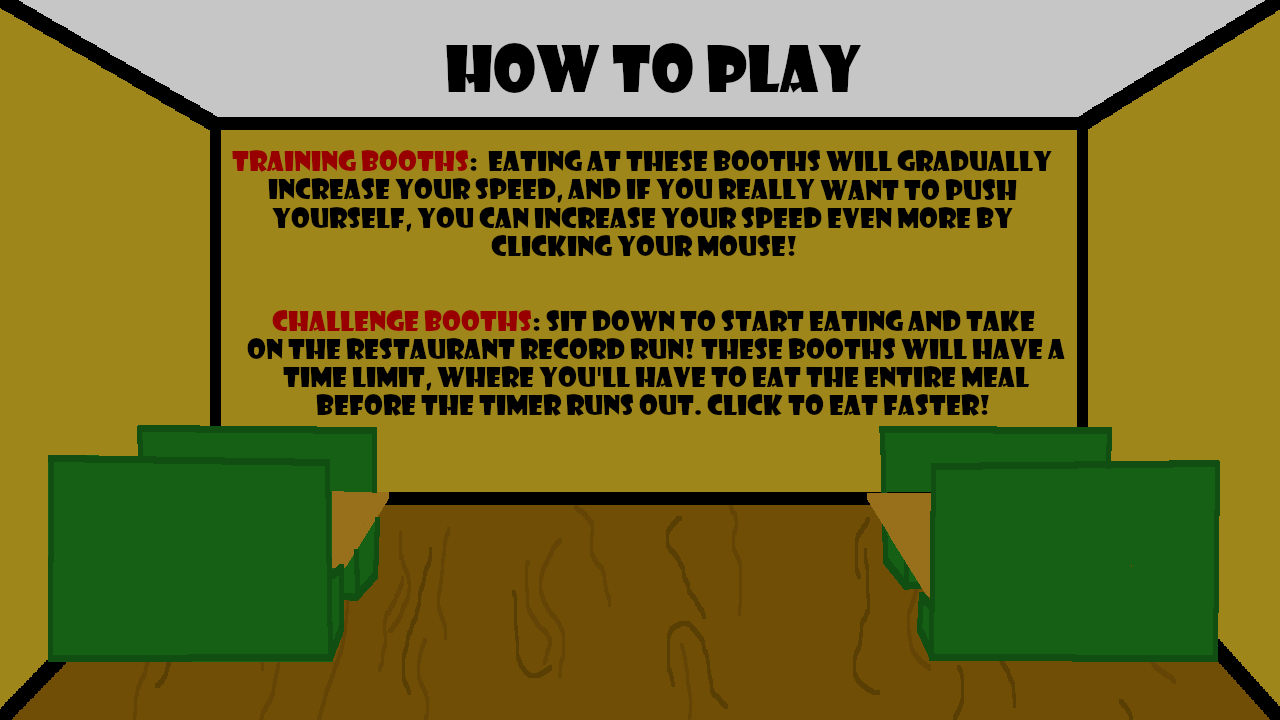 HOW TO PLAY
TRAINING BOOTHS: EATING AT THESE BOOTHS WILL GRADUALLY
INCREASE YOUR SPEED, AND IF YOU REALLY WANT TO PUSH
YOURSELF, YOU CAN INCREASE YOUR SPEED EVEN MORE BY
CLICKING YOUR MOUSE!
CHALLENGE BOOTHS: SIT DOWN TO START EATING AND TAKE
ON THE RESTAURANT RECORD RUN! THESE BOOTHS WILL HAVE A
TIME LIMIT, WHERE YOU'LL HAVE TO EAT THE ENTIRE MEAL
BEFORE THE TIMER RUNS OUT. CLICK TO EAT FASTER!